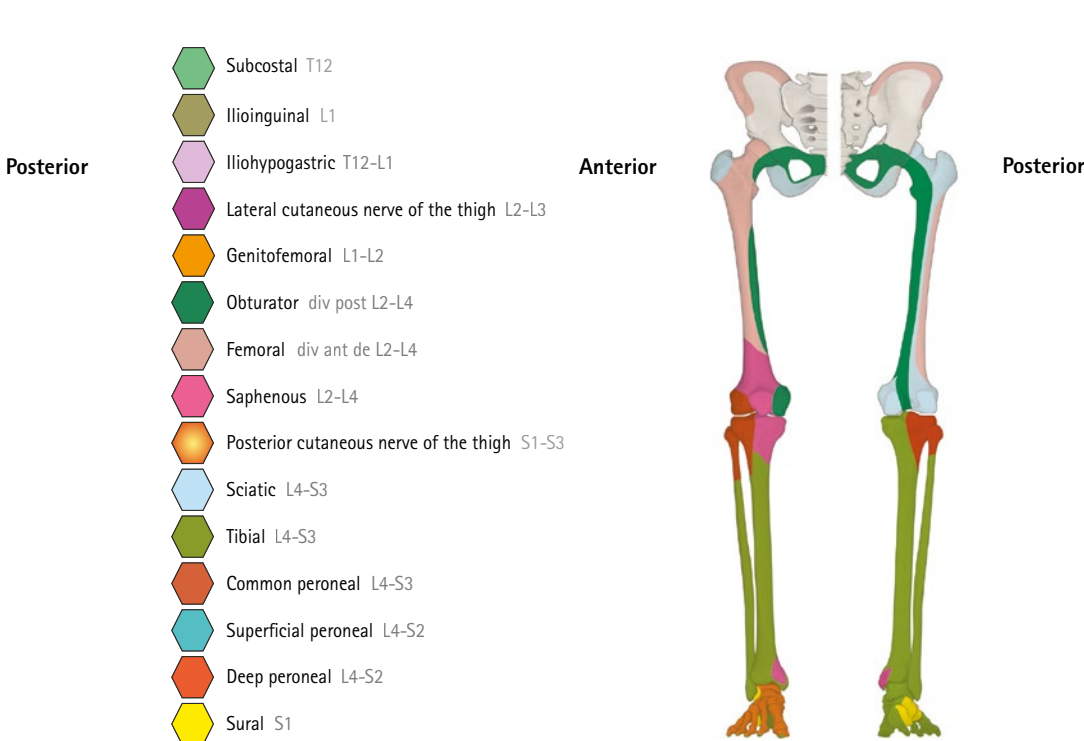 Subcostal T12
Ilioinguinal L1
Posterior
Iliohypogastric T12-L1
Anterior
Posterior
Lateral cutaneous nerve of the thigh L2-L3
Genitofemoral L1-L2
Obturator div post L2-L4
Femoral div ant de L2-L4
Saphenous L2-L4
Posterior cutaneous nerve of the thigh S1-S3
Sciatic L4-S3
Tibial L4-S3
Common peroneal L4-S3
Superficial peroneal L4-S2
Deep peroneal L4-S2
Sural S1